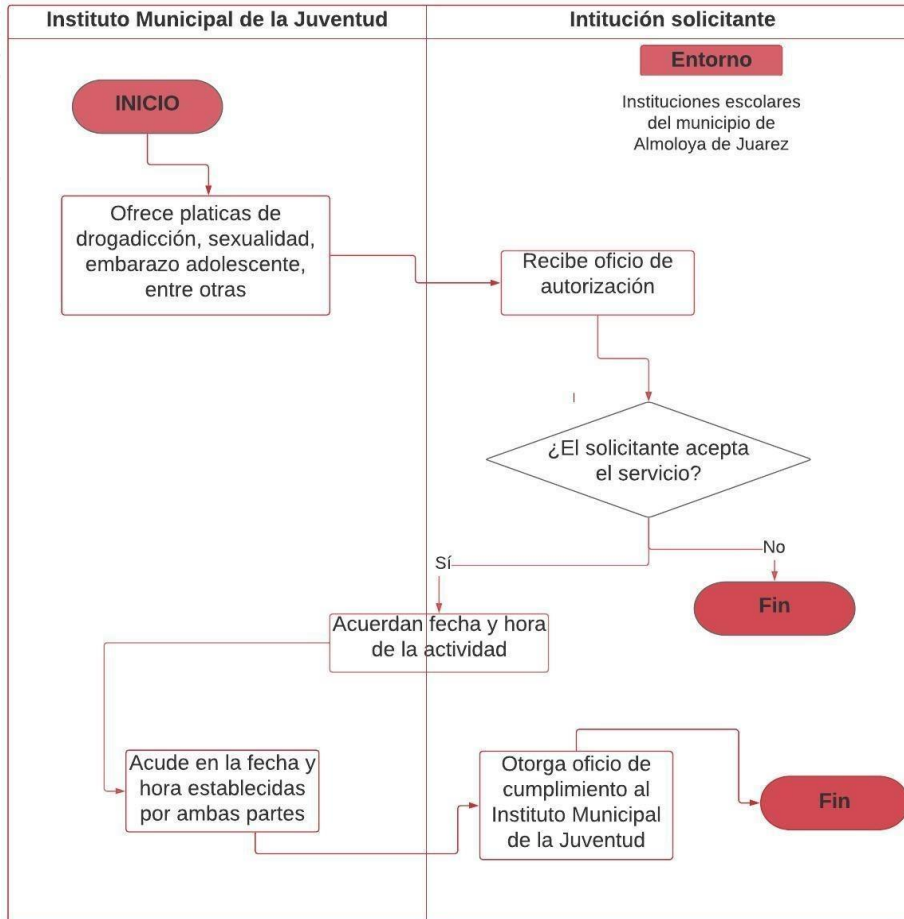 Instituto Municipal de la Juventud
Intitución solicitante
Entorno
Instituciones escolares
del municipio de
Almoloya de Juarez
INICIO
Ofrece platicas de
drogadicción, sexualidad,
embarazo adolescente,
entre otras
Recibe oficio de
autorización
¿El solicitante acepta
el servicio?
No
Sí
Fin
Acuerdan fecha y hora
de la actividad
Acude en la fecha y
hora establecidas
por ambas partes
Otorga oficio de
cumplimiento al
Instituto Municipal
de la Juventud
Fin